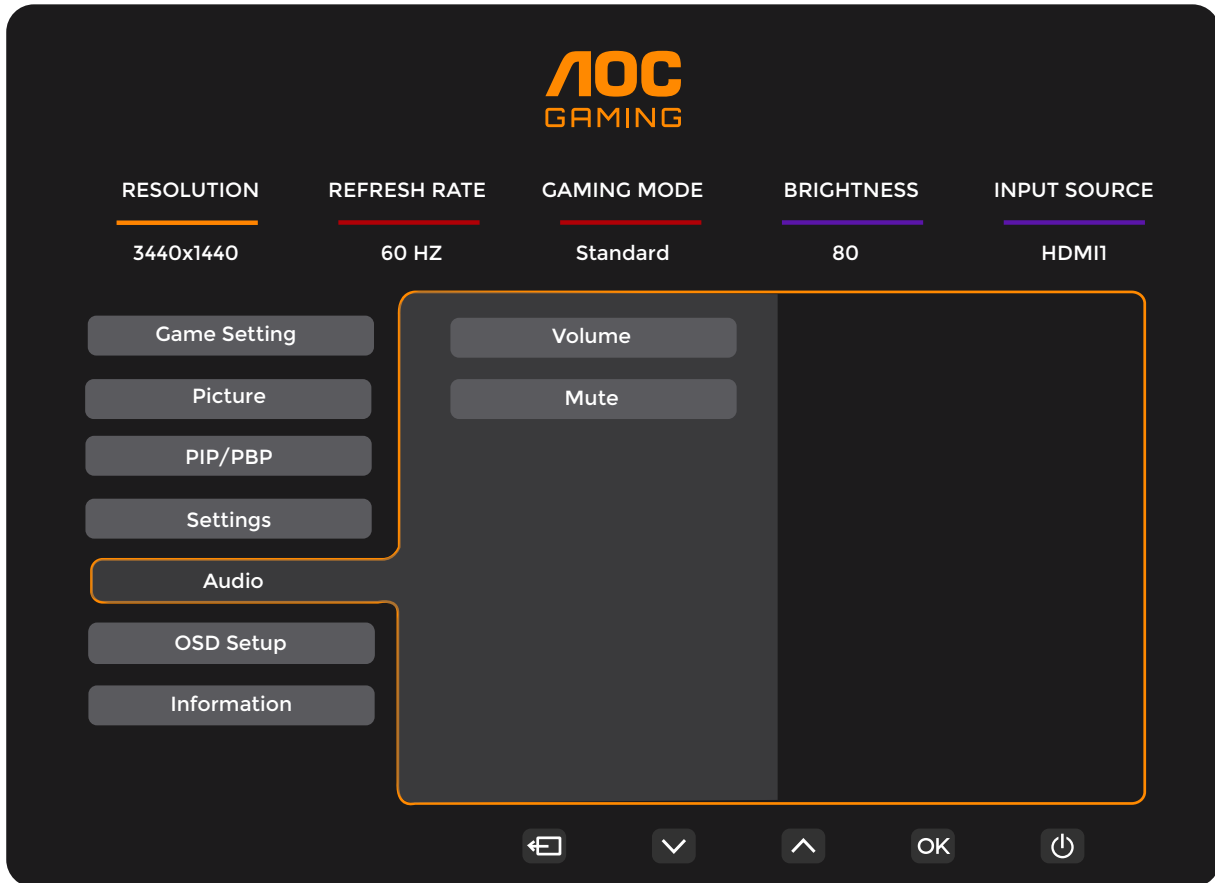 AOC
GAMING
RESOLUTION REFRESH RATE GAMING MODE BRIGHTNESS INPUT SOURCE
3440x1440 60 HZ Standard 80 HDMI1
Game Setting Volume
Picture Mute
PIP/PBP
Settings
Audio
OSD Setup
Information
OK